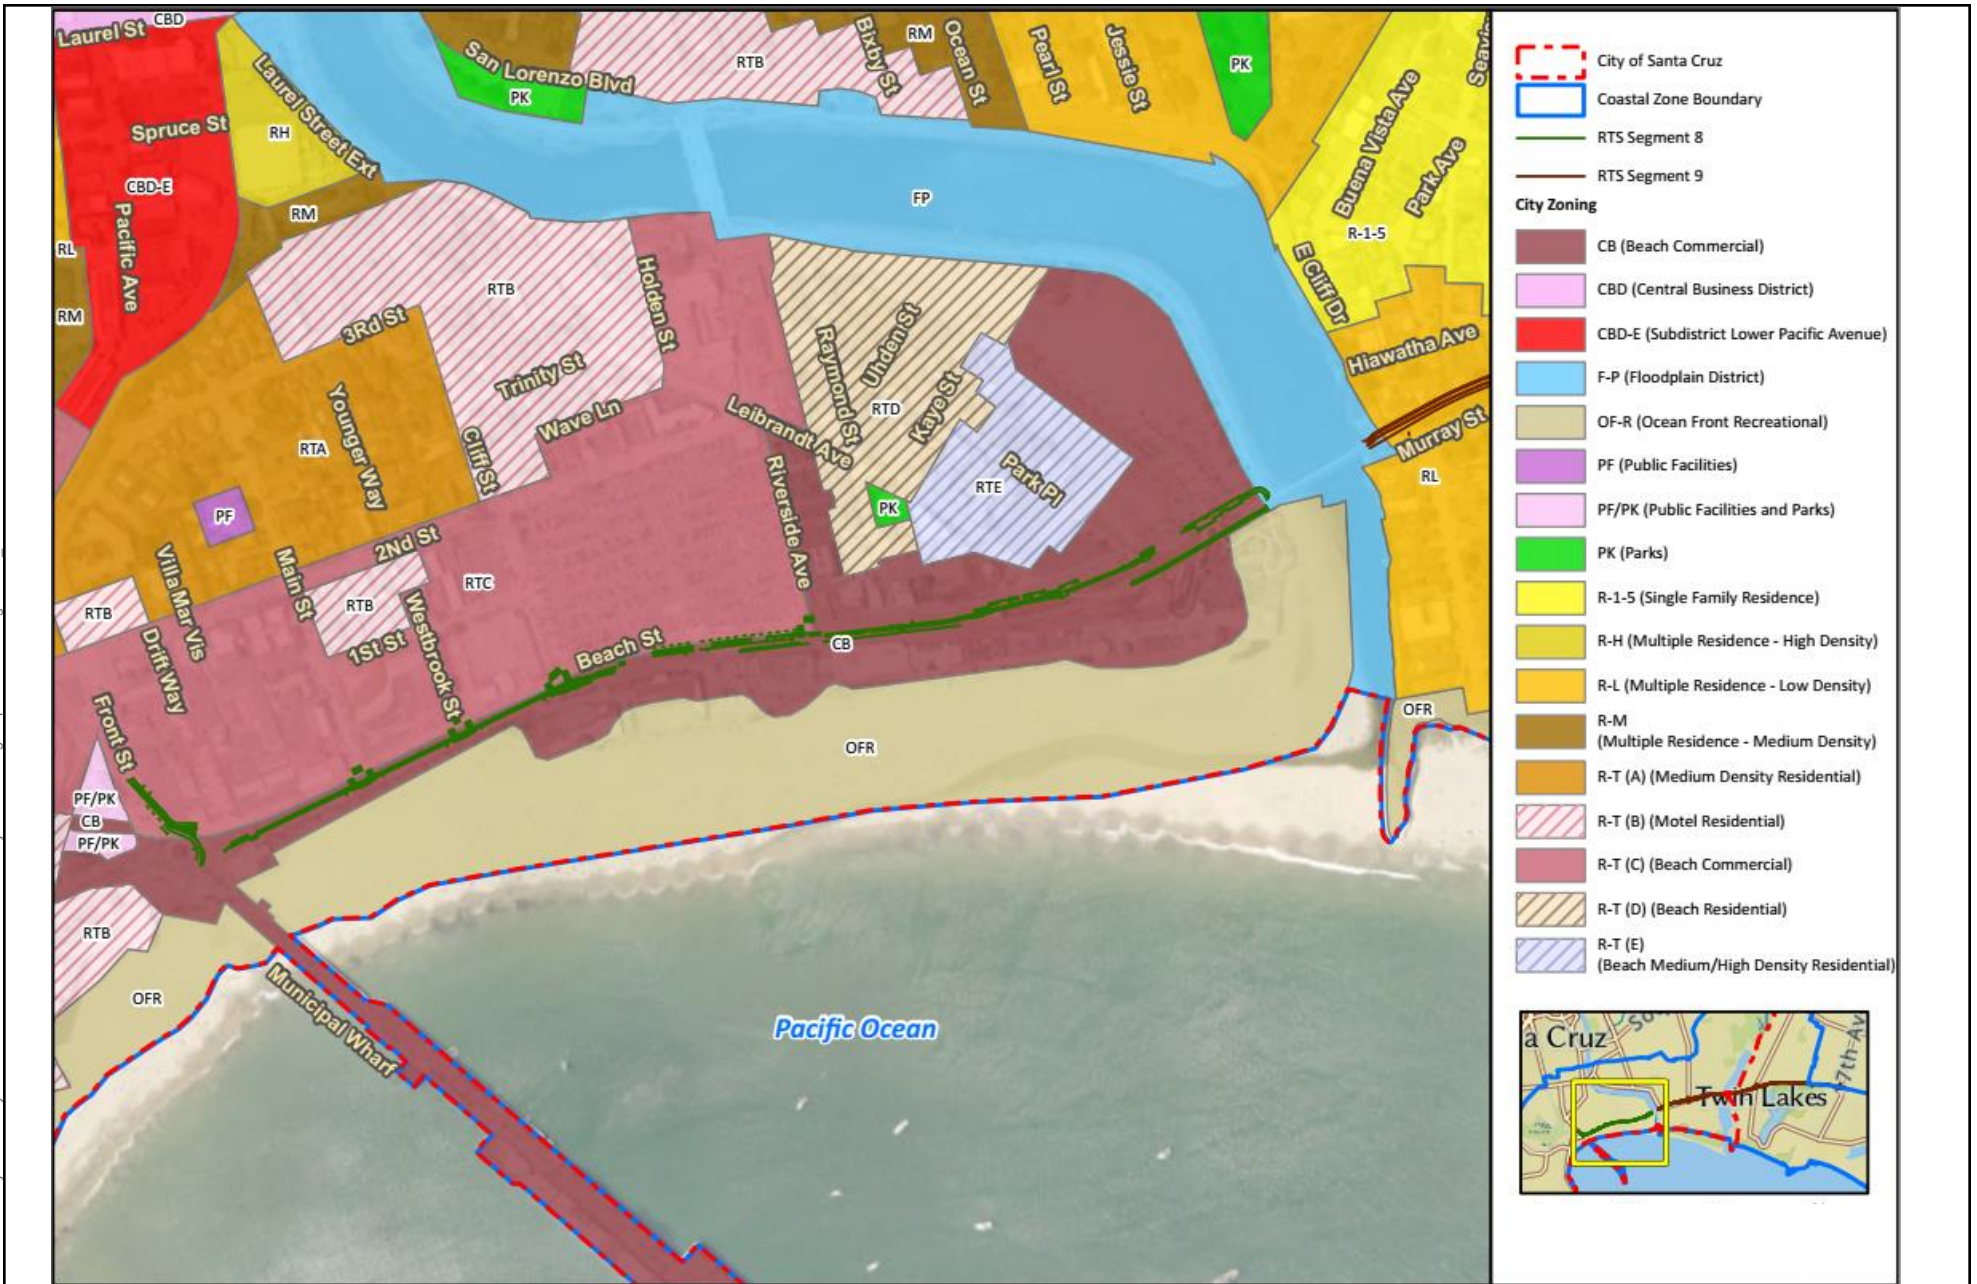 Laurel St
CBD
San Lorenzo Blvd
PK
RTB
Bixby St
RM
Ocean St
Pearl St
Jessie St
PK
Buena Vista Ave
Park Ave
Spruce St
RH
Laurel Street Ext
CBD-E
Pacific Ave
RM
FP
R-1-5
E Cliff Dr
RL
RM
RTB
3Rd St
Holden St
Trinity St
Wave Ln
Raymond St
Uhden St
Kaye St
RTD
Leibrandt Ave
Hiawatha Ave
Murray St
RL
RTA
Younger Way
Cliff St
Riverside Ave
RTE
Park Pl
PK
PF
2Nd St
RTC
Villa Mar Vis
Main St
RTB
RTB
Westbrook St
1St St
Drift Way
Beach St
CB
Front St
OFR
OFR
PF/PK
CB
PF/PK
RTB
OFR
Municipal Wharf
Pacific Ocean
City of Santa Cruz
Coastal Zone Boundary
RTS Segment 8
RTS Segment 9
City Zoning
CB (Beach Commercial)
CBD (Central Business District)
CBD-E (Subdistrict Lower Pacific Avenue)
F-P (Floodplain District)
OF-R (Ocean Front Recreational)
PF (Public Facilities)
PF/PK (Public Facilities and Parks)
PK (Parks)
R-1-5 (Single Family Residence)
R-H (Multiple Residence - High Density)
R-L (Multiple Residence - Low Density)
R-M
(Multiple Residence - Medium Density)
R-T (A) (Medium Density Residential)
R-T (B) (Motel Residential)
R-T (C) (Beach Commercial)
R-T (D) (Beach Residential)
R-T (E)
(Beach Medium/High Density Residential)
a Cruz
Twin Lakes